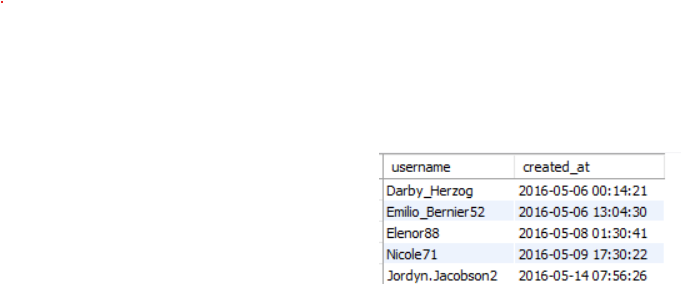 username created_at
Darby_Herzog 2016-05-06 00:14:21
Emilio_Bernier52 2016-05-06 13:04:30
Elenor88 2016-05-08 01:30:41
Nicole71 2016-05-09 17:30:22
Jordyn.Jacobson2 2016-05-14 07:56:26